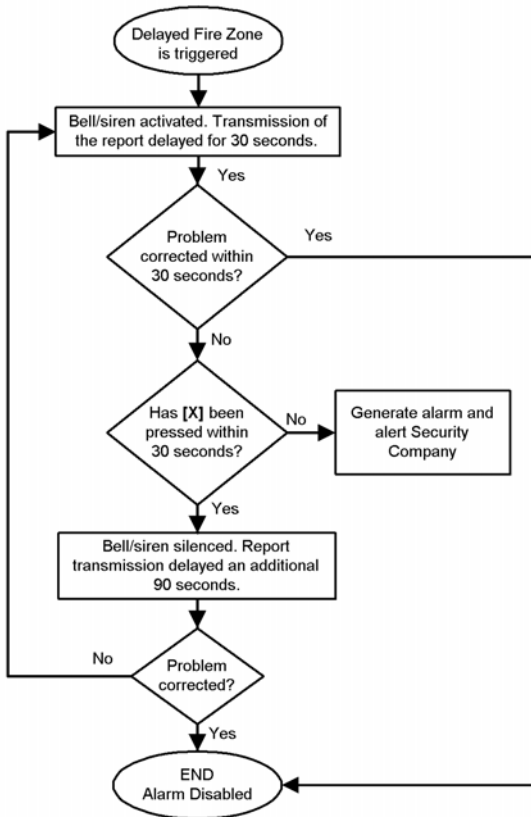 Delayed Fire Zone
is triggered
Bell/siren activated. Transmission of
the report delayed for 30 seconds.
Yes
Problem
corrected within
30 seconds?
Yes
No
Has [X] been
pressed within
30 seconds?
No
Generate alarm and
alert Security
Company
Yes
Bell/siren silenced. Report
transmission delayed an additional
90 seconds.
No
Problem
corrected?
Yes
END
Alarm Disabled